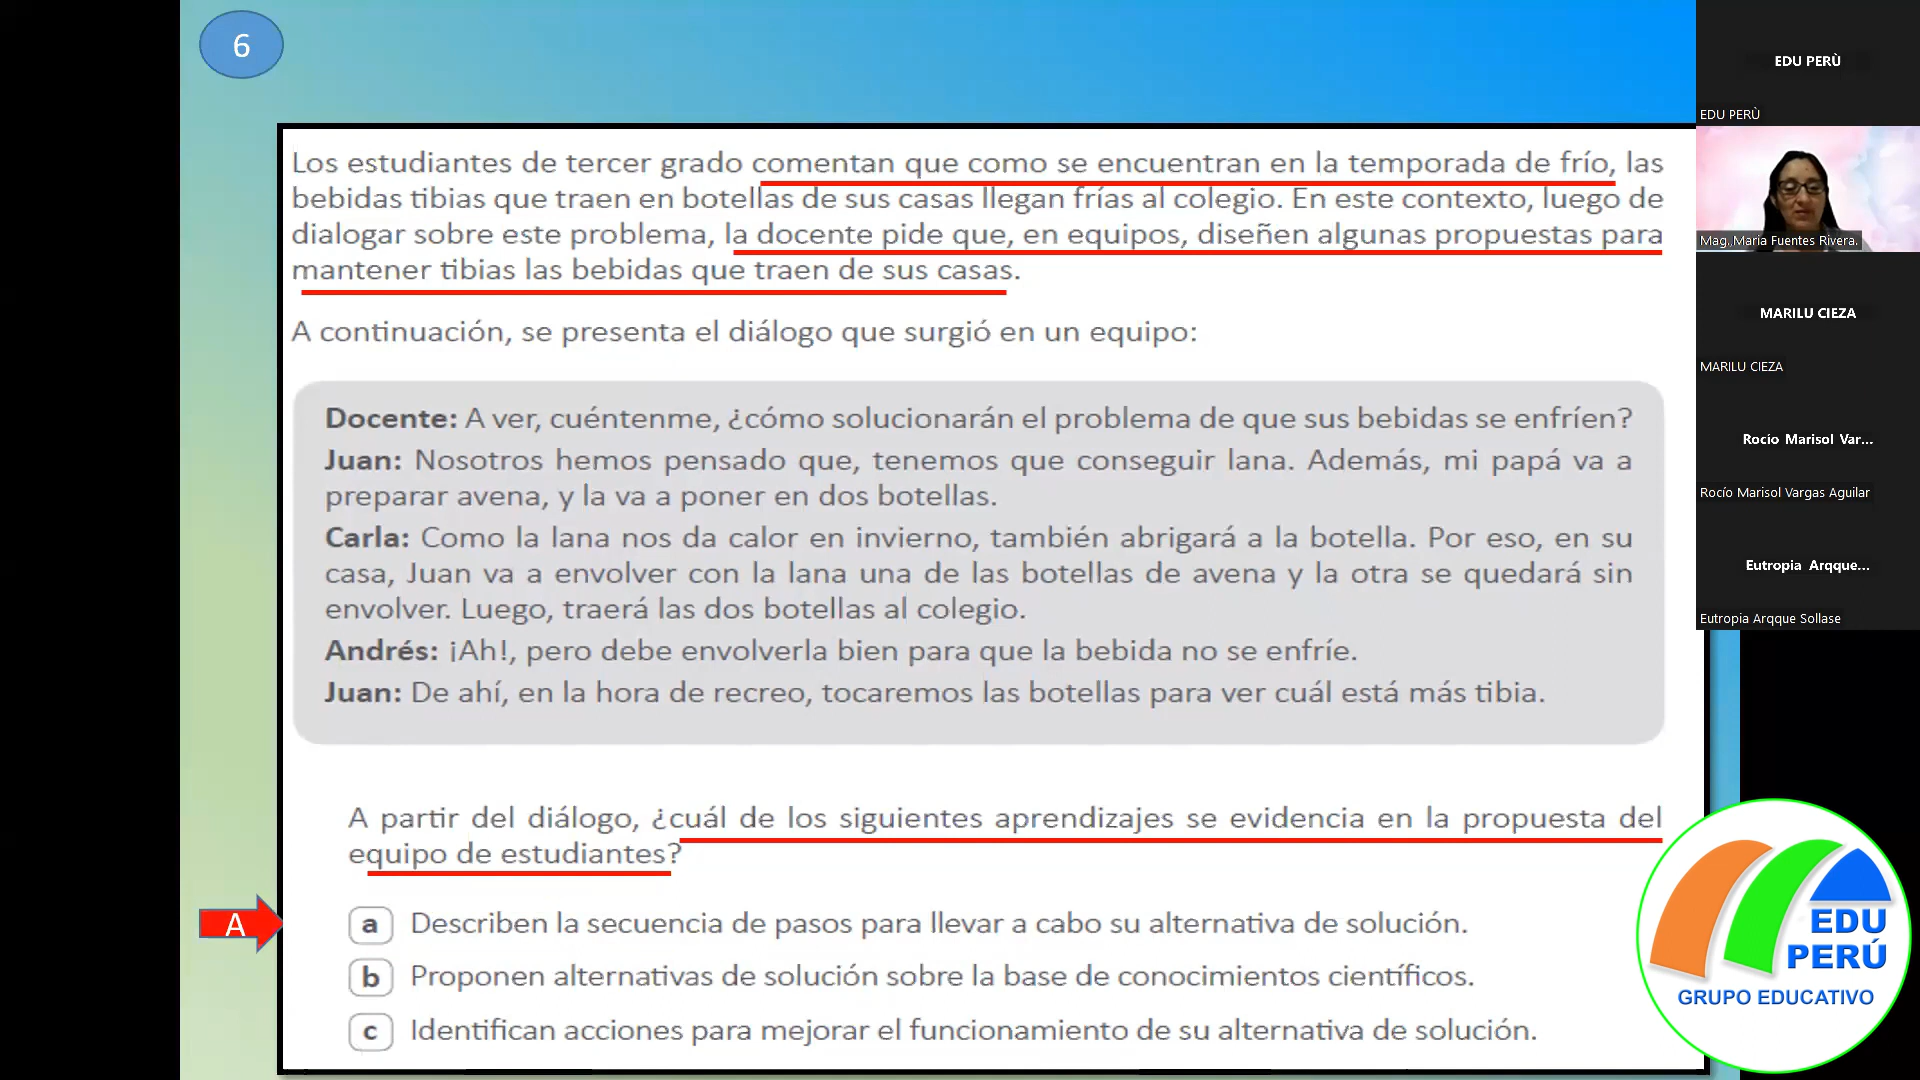 6
Los estudiantes de tercer grado comentan que como se encuentran en la temporada de frío, las
bebidas tibias que traen en botellas de sus casas llegan frías al colegio. En este contexto, luego de
dialogar sobre este problema, la docente pide que, en equipos, diseñen algunas propuestas para
mantener tibias las bebidas que traen de sus casas.
A continuación, se presenta el diálogo que surgió en un equipo:
Docente: A ver, cuéntenme, ¿cómo solucionarán el problema de que sus bebidas se enfríen?
Juan: Nosotros hemos pensado que, tenemos que conseguir lana. Además, mi papá va a
preparar avena, y la va a poner en dos botellas.
Carla: Como la lana nos da calor en invierno, también abrigará a la botella. Por eso, en su
casa, Juan va a envolver con la lana una de las botellas de avena y la otra se quedará sin
envolver. Luego, traerá las dos botellas al colegio.
Andrés: ¡Ah!, pero debe envolverla bien para que la bebida no se enfríe.
Juan: De ahí, en la hora de recreo, tocaremos las botellas para ver cuál está más tibia.
A partir del diálogo, ¿cuál de los siguientes aprendizajes se evidencia en la propuesta del
equipo de estudiantes?
A
a Describen la secuencia de pasos para llevar a cabo su alternativa de solución.
b Proponen alternativas de solución sobre la base de conocimientos científicos.
c Identifican acciones para mejorar el funcionamiento de su alternativa de solución.
EDU PERÙ
EDU PERÙ
Mag. Maria Fuentes Rivera.
MARILU CIEZA
MARILU CIEZA
Rocío Marisol Var...
Rocío Marisol Vargas Aguilar
Eutropia Arqque...
Eutropia Arqque Sollase
EDU
PERÚ
GRUPO EDUCATIVO